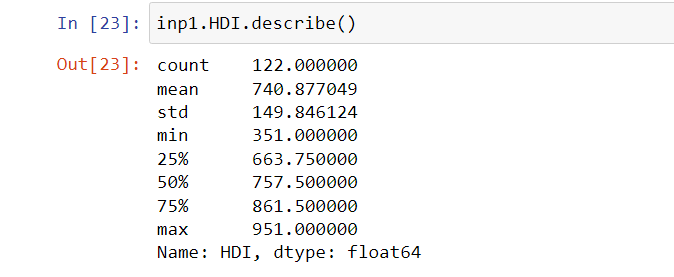 In [23]: inp1.HDI.describe()
Out[23]: count 122.000000
mean 740.877049
std 149.846124
min 351.000000
25% 663.750000
50% 757.500000
75% 861.500000
max 951.000000
Name: HDI, dtype: float64